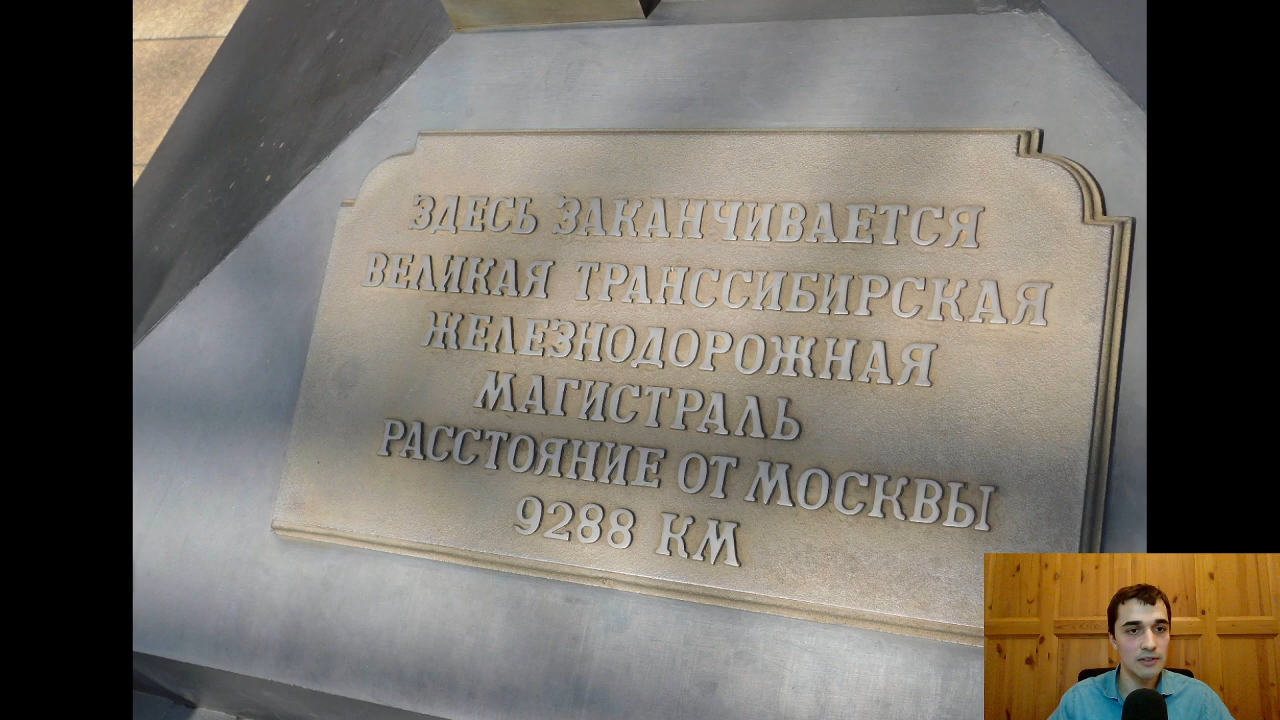 ЗДЕСЬ ЗАКАНЧИВАЕТСЯ
ВЕЛИКАЯ ТРАНССИБИРСКАЯ
ЖЕЛЕЗНОДОРОЖНАЯ
МАГИСТРАЛЬ
РАССТОЯНИЕ ОТ МОСКВЫ
9288 КМ